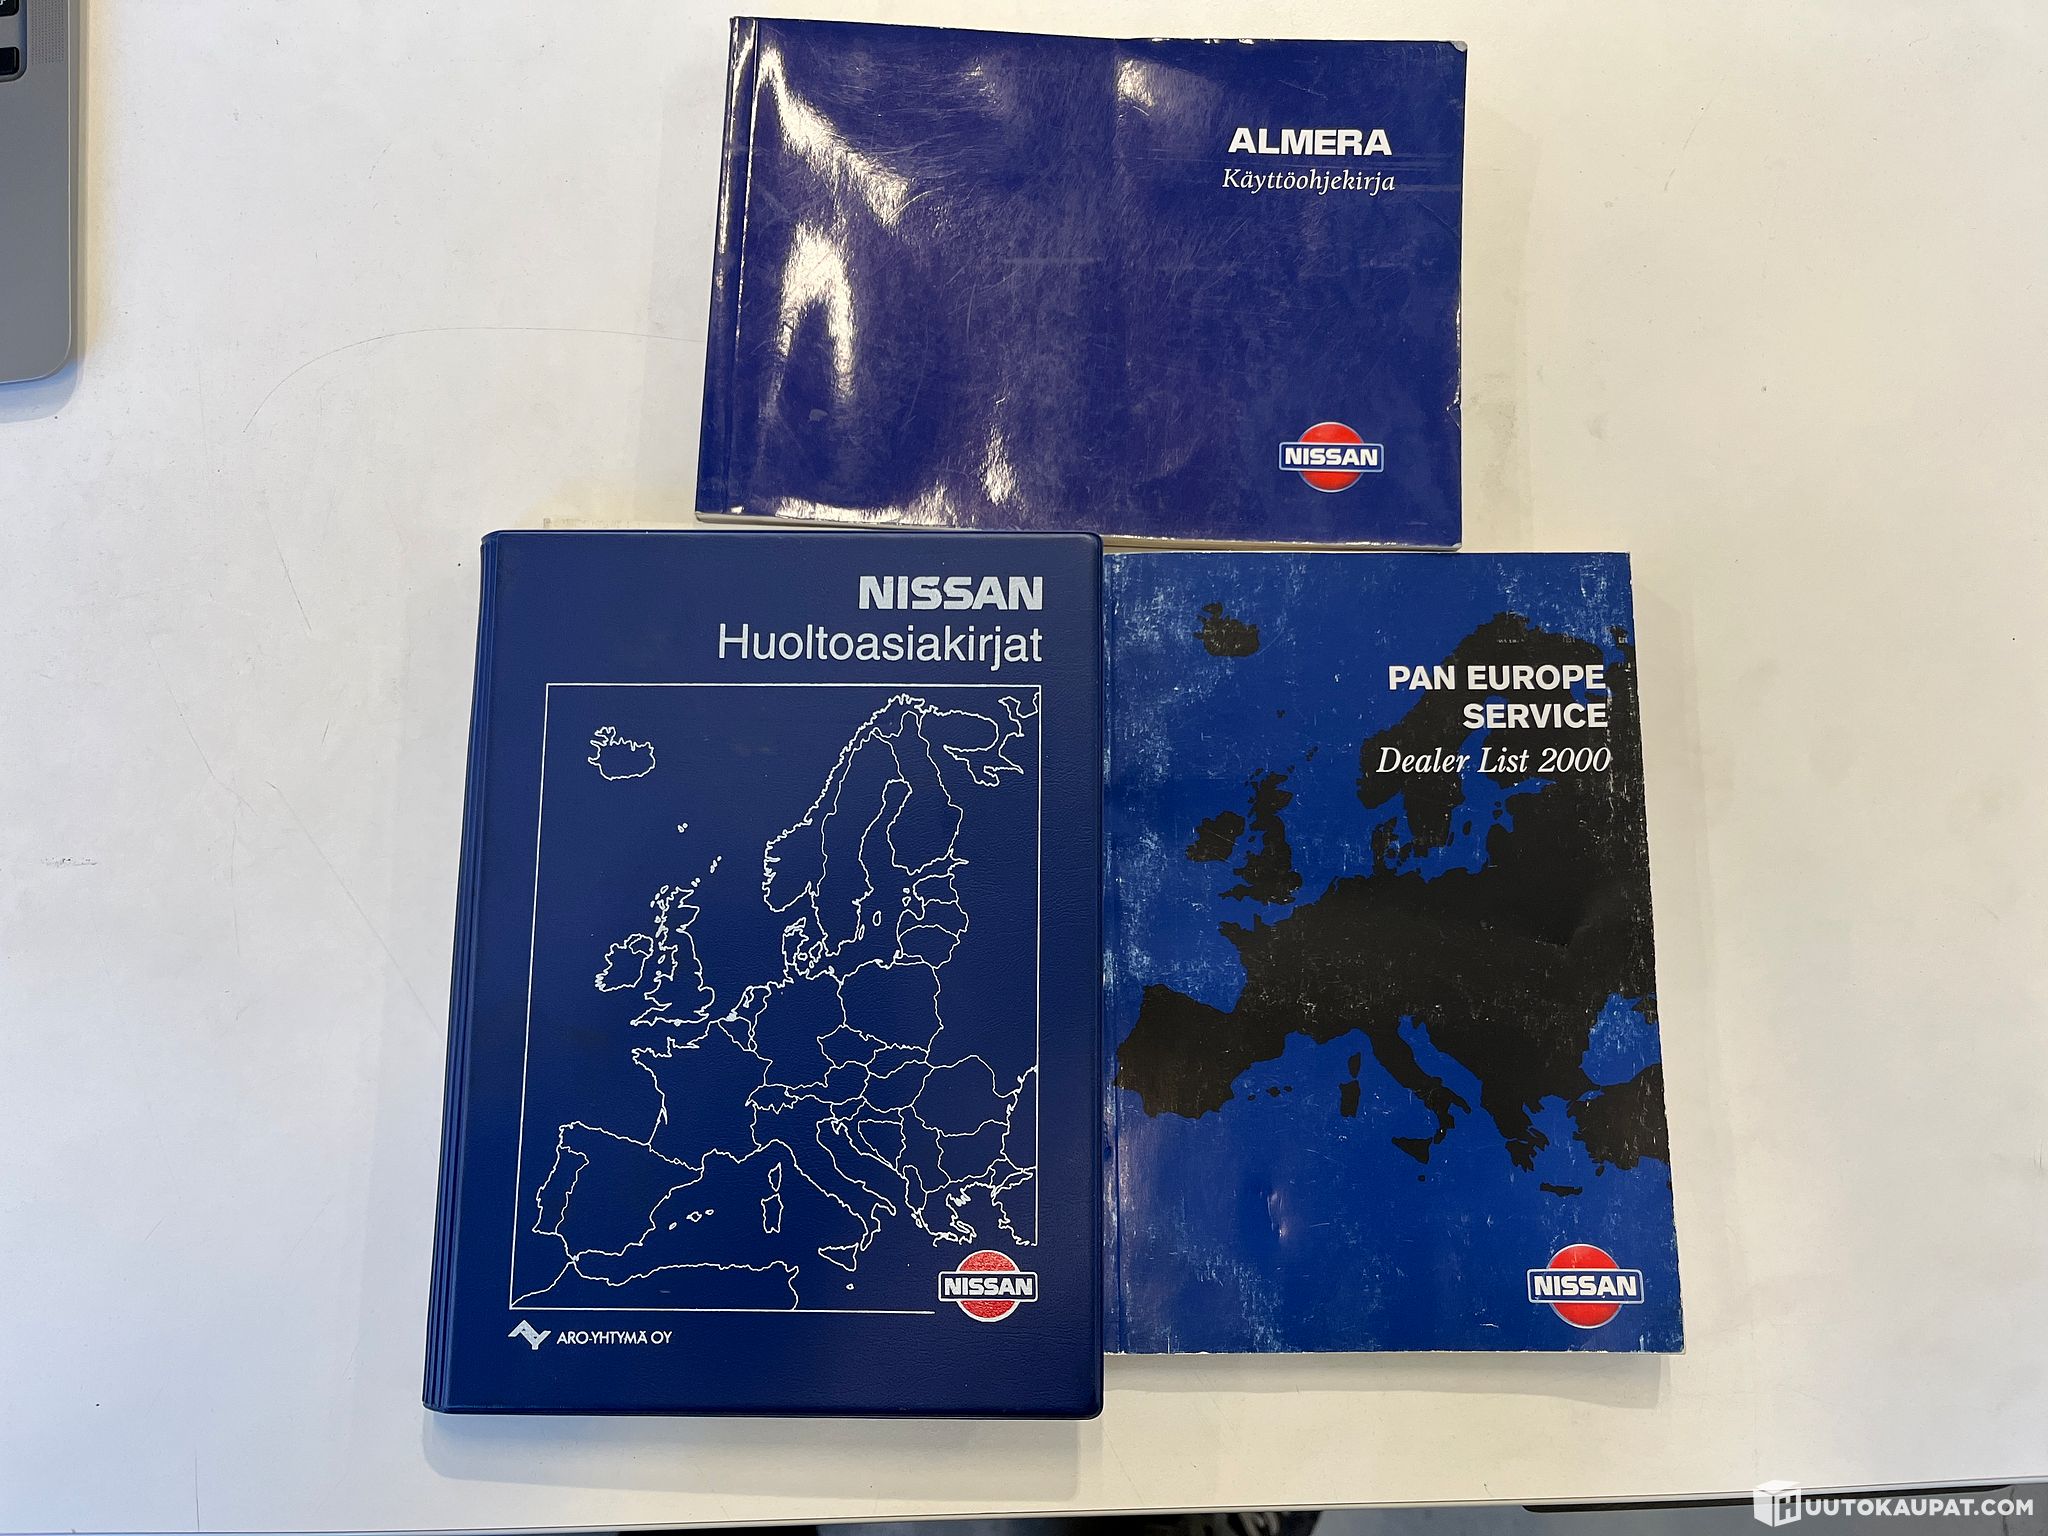 ALMERA
Käyttöohjekirja
NISSAN
NISSAN
Huoltoasiakirjat
NISSAN
ARO-YHTYMÄ OY
PAN EUROPE
SERVICE
Dealer List 2000
NISSAN
HUUTOKAUPAT.COM